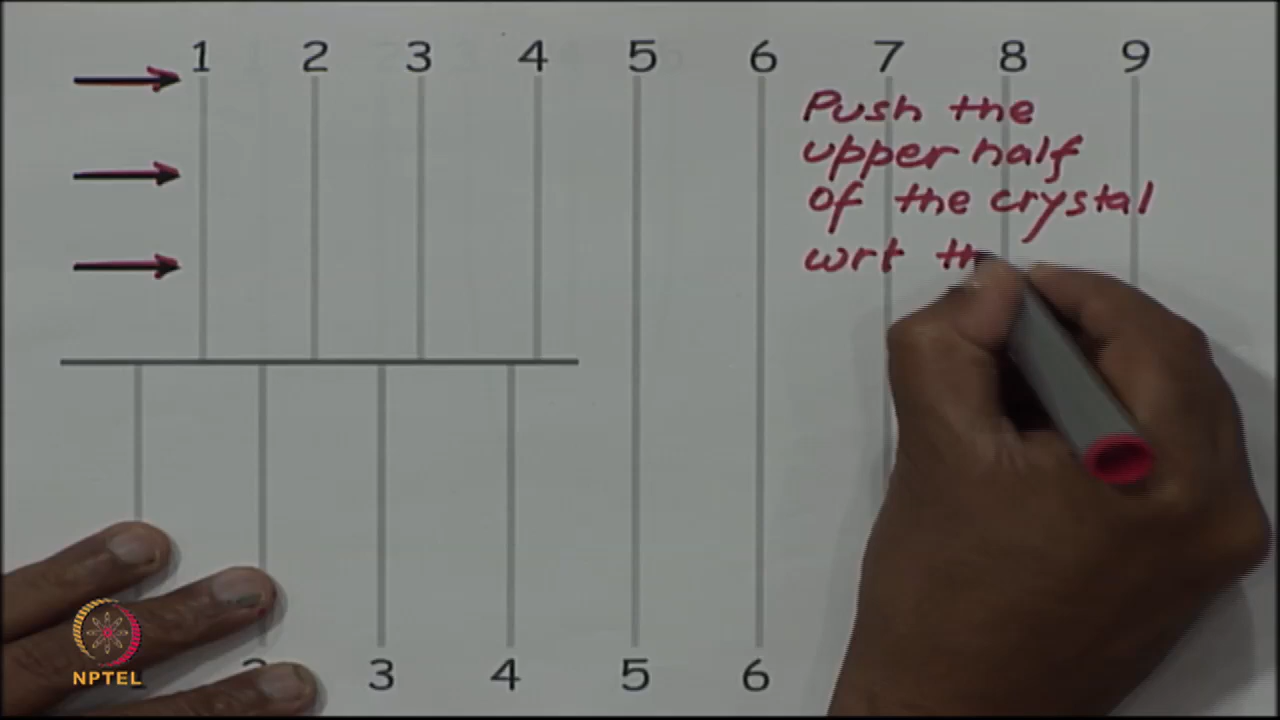 1 2 3 4 5 6 7 8 9
Push the
upper half
of the crystal
wrt
3 4 5 6
NPTEL